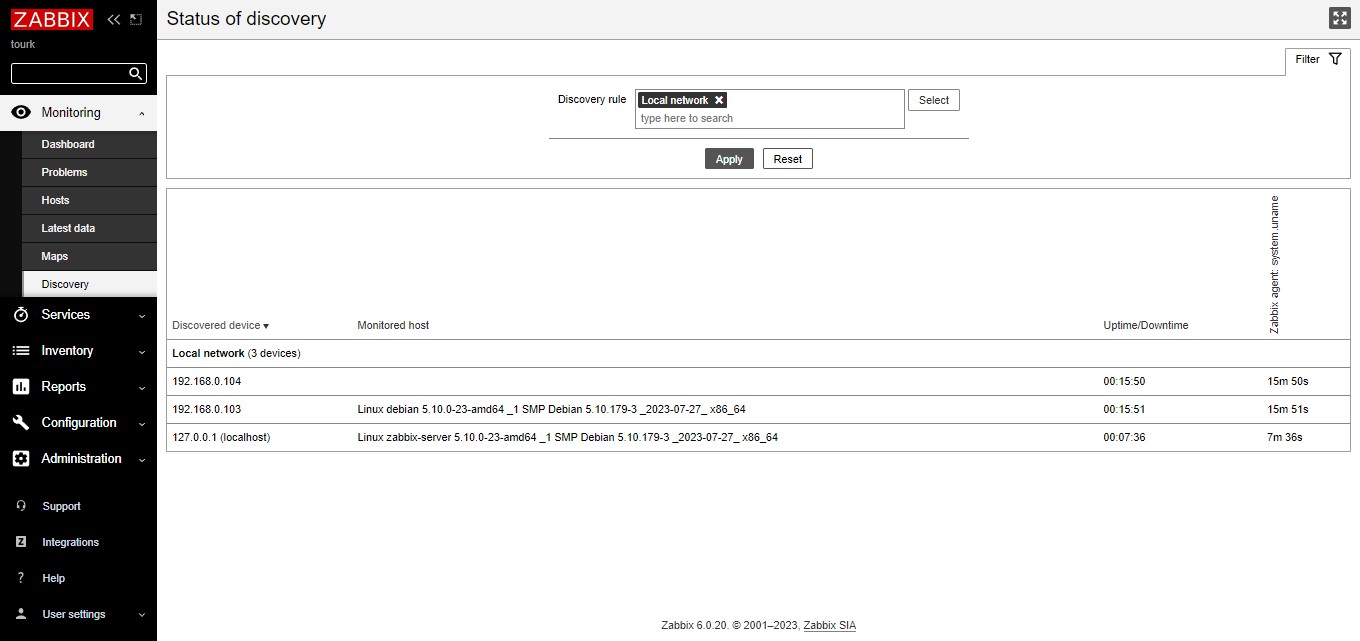 ZABBIX
tourk
Monitoring
Dashboard
Problems
Hosts
Latest data
Maps
Discovery
Services
Inventory
Reports
Configuration
Administration
Support
Z Integrations
? Help
User settings
Status of discovery
Filter
Discovery rule Local network Select
type here to search
Apply Reset
Discovered device Monitored host Uptime/Downtime Zabbix agent: system.uname
Local network (3 devices)
192.168.0.104 00:15:50 15m 50s
192.168.0.103 Linux debian 5.10.0-23-amd64 _1 SMP Debian 5.10.179-3 _2023-07-27_ x86_64 00:15:51 15m 51s
127.0.0.1 (localhost) Linux zabbix-server 5.10.0-23-amd64 _1 SMP Debian 5.10.179-3 _2023-07-27_ x86_64 00:07:36 7m 36s
Zabbix 6.0.20. © 2001–2023, Zabbix SIA